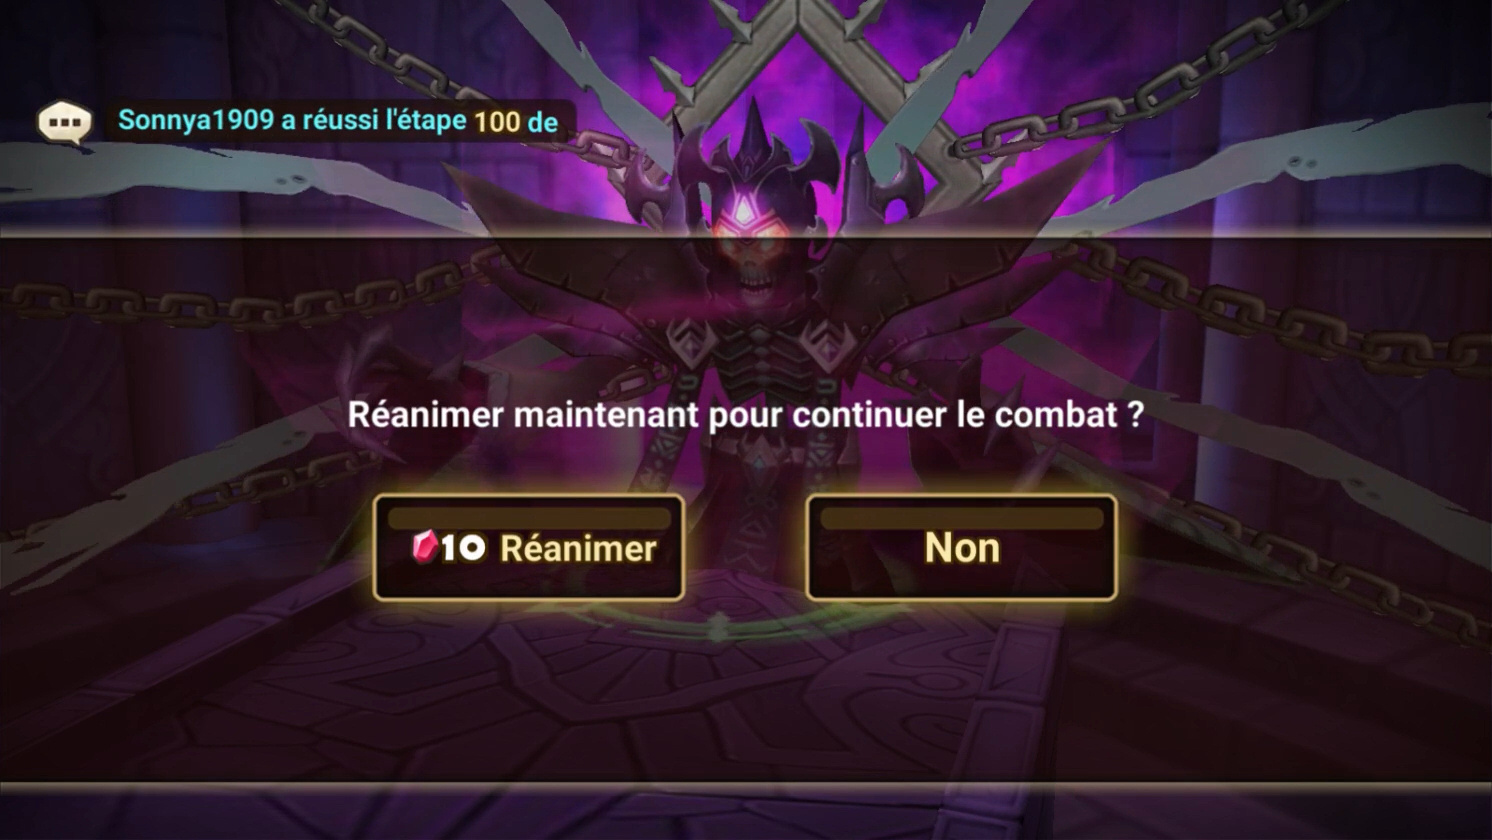 Sonnya1909 a réussi l'étape 100 de
Réanimer maintenant pour continuer le combat ?
10 Réanimer
Non